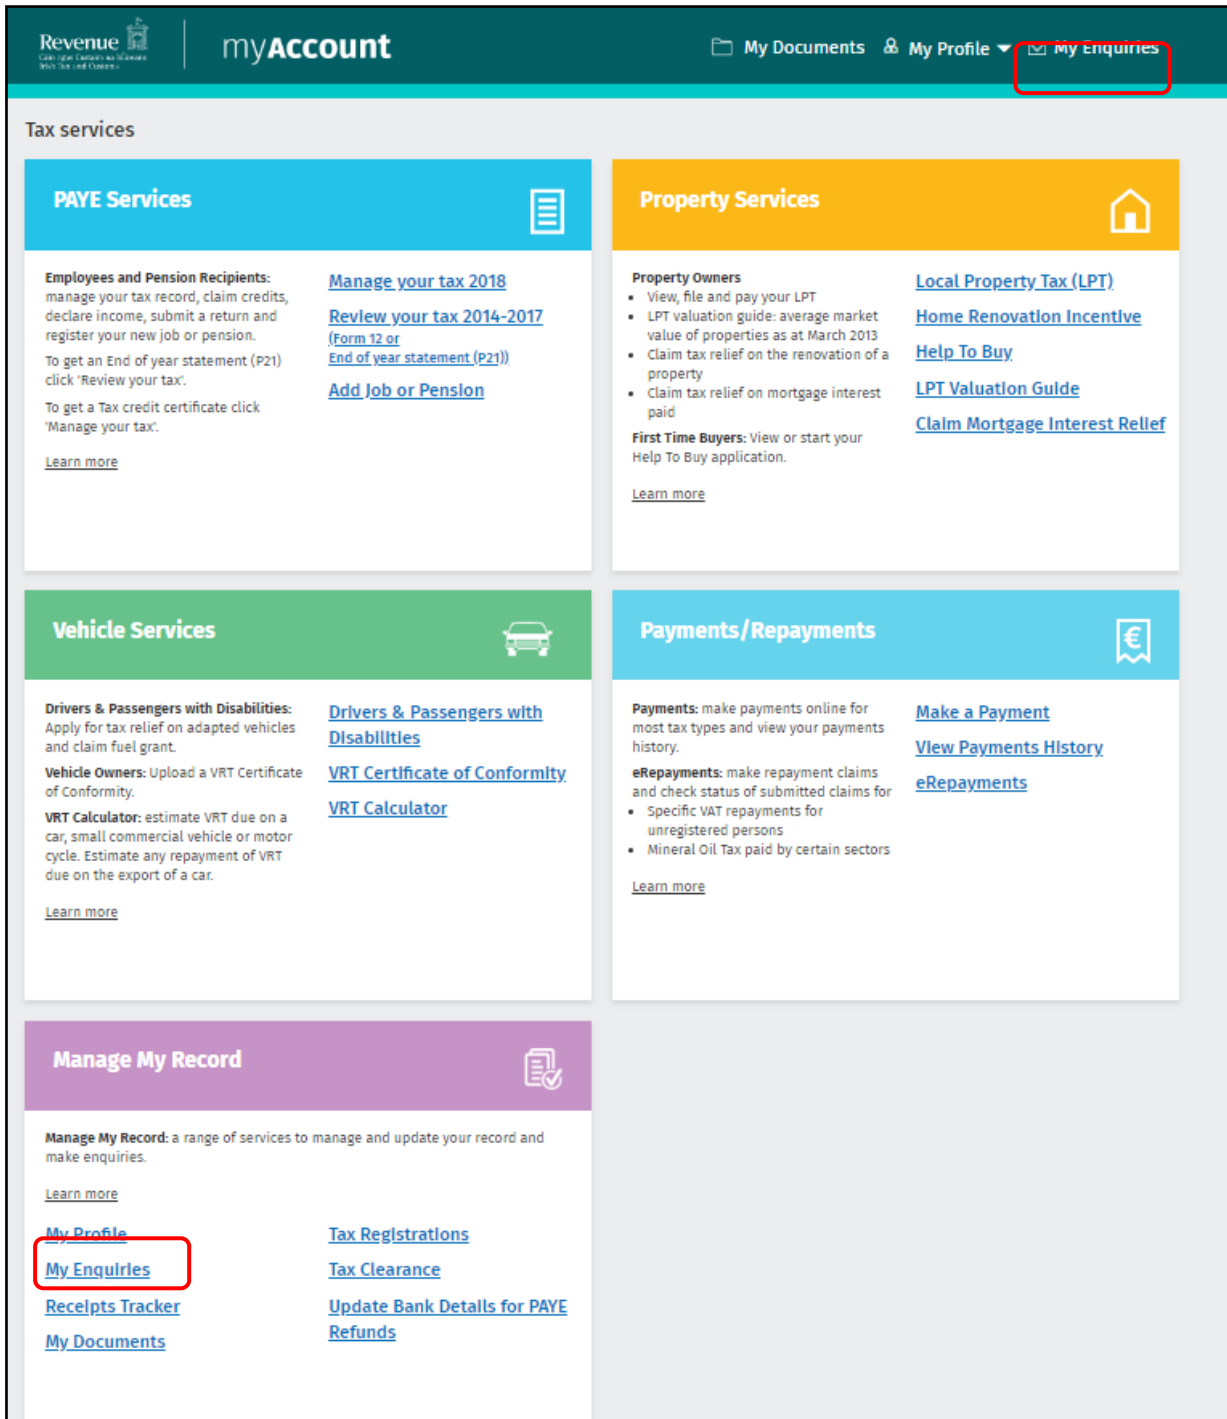 Revenue
Cáin agus Custaim na hÉireann
Irish Tax and Customs
myAccount
My Documents
My Profile
My Enquiries
Tax services
PAYE Services
Employees and Pension Recipients:
manage your tax record, claim credits,
declare income, submit a return and
register your new job or pension.
To get an End of year statement (P21)
click 'Review your tax'.
To get a Tax credit certificate click
'Manage your tax'.
Learn more
Manage your tax 2018
Review your tax 2014-2017
(Form 12 or
End of year statement (P21))
Add Job or Pension
Property Services
Property Owners
• View, file and pay your LPT
• LPT valuation guide: average market
value of properties as at March 2013
• Claim tax relief on the renovation of a
property
• Claim tax relief on mortgage interest
paid
First Time Buyers: View or start your
Help To Buy application.
Learn more
Local Property Tax (LPT)
Home Renovation Incentive
Help To Buy
LPT Valuation Guide
Claim Mortgage Interest Relief
Vehicle Services
Drivers & Passengers with Disabilities:
Apply for tax relief on adapted vehicles
and claim fuel grant.
Vehicle Owners: Upload a VRT Certificate
of Conformity.
VRT Calculator: estimate VRT due on a
car, small commercial vehicle or motor
cycle. Estimate any repayment of VRT
due on the export of a car.
Learn more
Drivers & Passengers with
Disabilities
VRT Certificate of Conformity
VRT Calculator
Payments/Repayments
€
Payments: make payments online for
most tax types and view your payments
history.
eRepayments: make repayment claims
and check status of submitted claims for
• Specific VAT repayments for
unregistered persons
• Mineral Oil Tax paid by certain sectors
Learn more
Make a Payment
View Payments History
eRepayments
Manage My Record
Manage My Record: a range of services to manage and update your record and
make enquiries.
Learn more
My Profile
My Enquiries
Receipts Tracker
My Documents
Tax Registrations
Tax Clearance
Update Bank Details for PAYE
Refunds